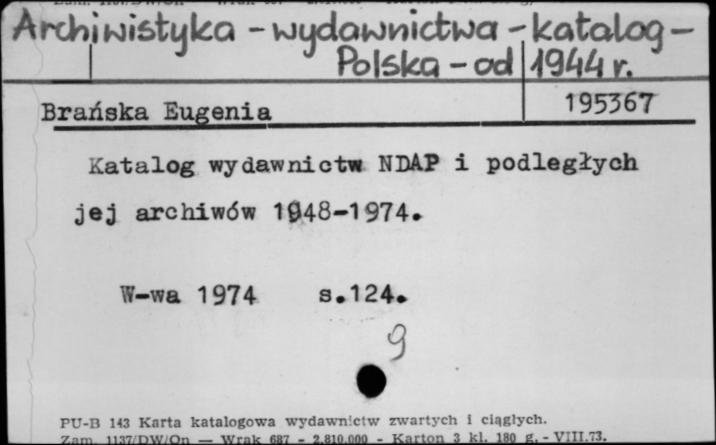 Archiwistyka - wydawnictwa - katalog -
Polska - od 1944 r.
Brańska Eugenia
195367
Katalog wydawnictw NDAP i podległych
jej archiwów 1948-1974.
W-wa 1974 s.124.
9
PU-B 143 Karta katalogowa wydawnictw zwartych i ciągłych.
Zam. 1137/DW/On — Wrak 687 - 2.810.000 - Karton 3 kl. 180 g. - VIII.73.